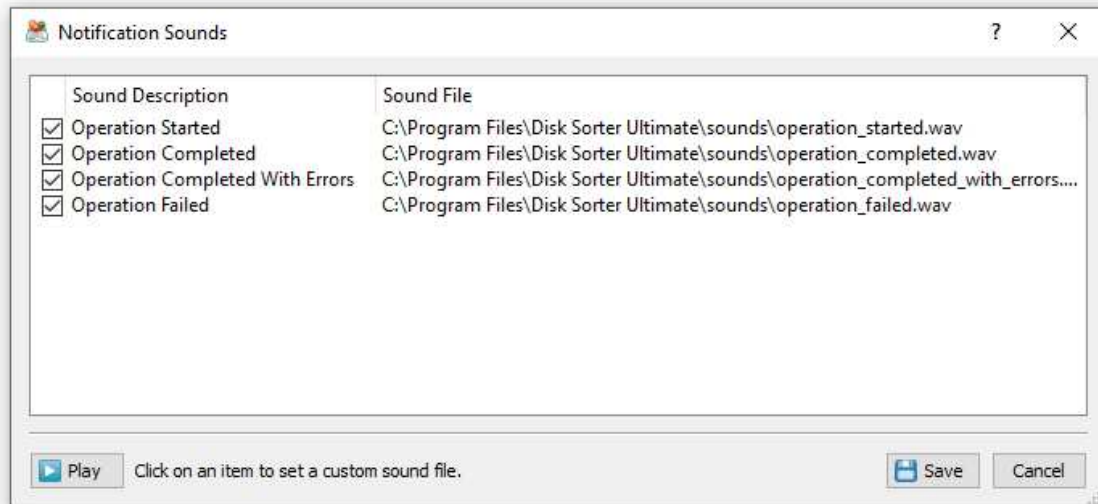 Notification Sounds ?
Sound Description Sound File
Operation Started C:\Program Files\Disk Sorter Ultimate\sounds\operation_started.wav
Operation Completed C:\Program Files\Disk Sorter Ultimate\sounds\operation_completed.wav
Operation Completed With Errors C:\Program Files\Disk Sorter Ultimate\sounds\operation_completed_with_errors....
Operation Failed C:\Program Files\Disk Sorter Ultimate\sounds\operation_failed.wav
Play Click on an item to set a custom sound file. Save Cancel